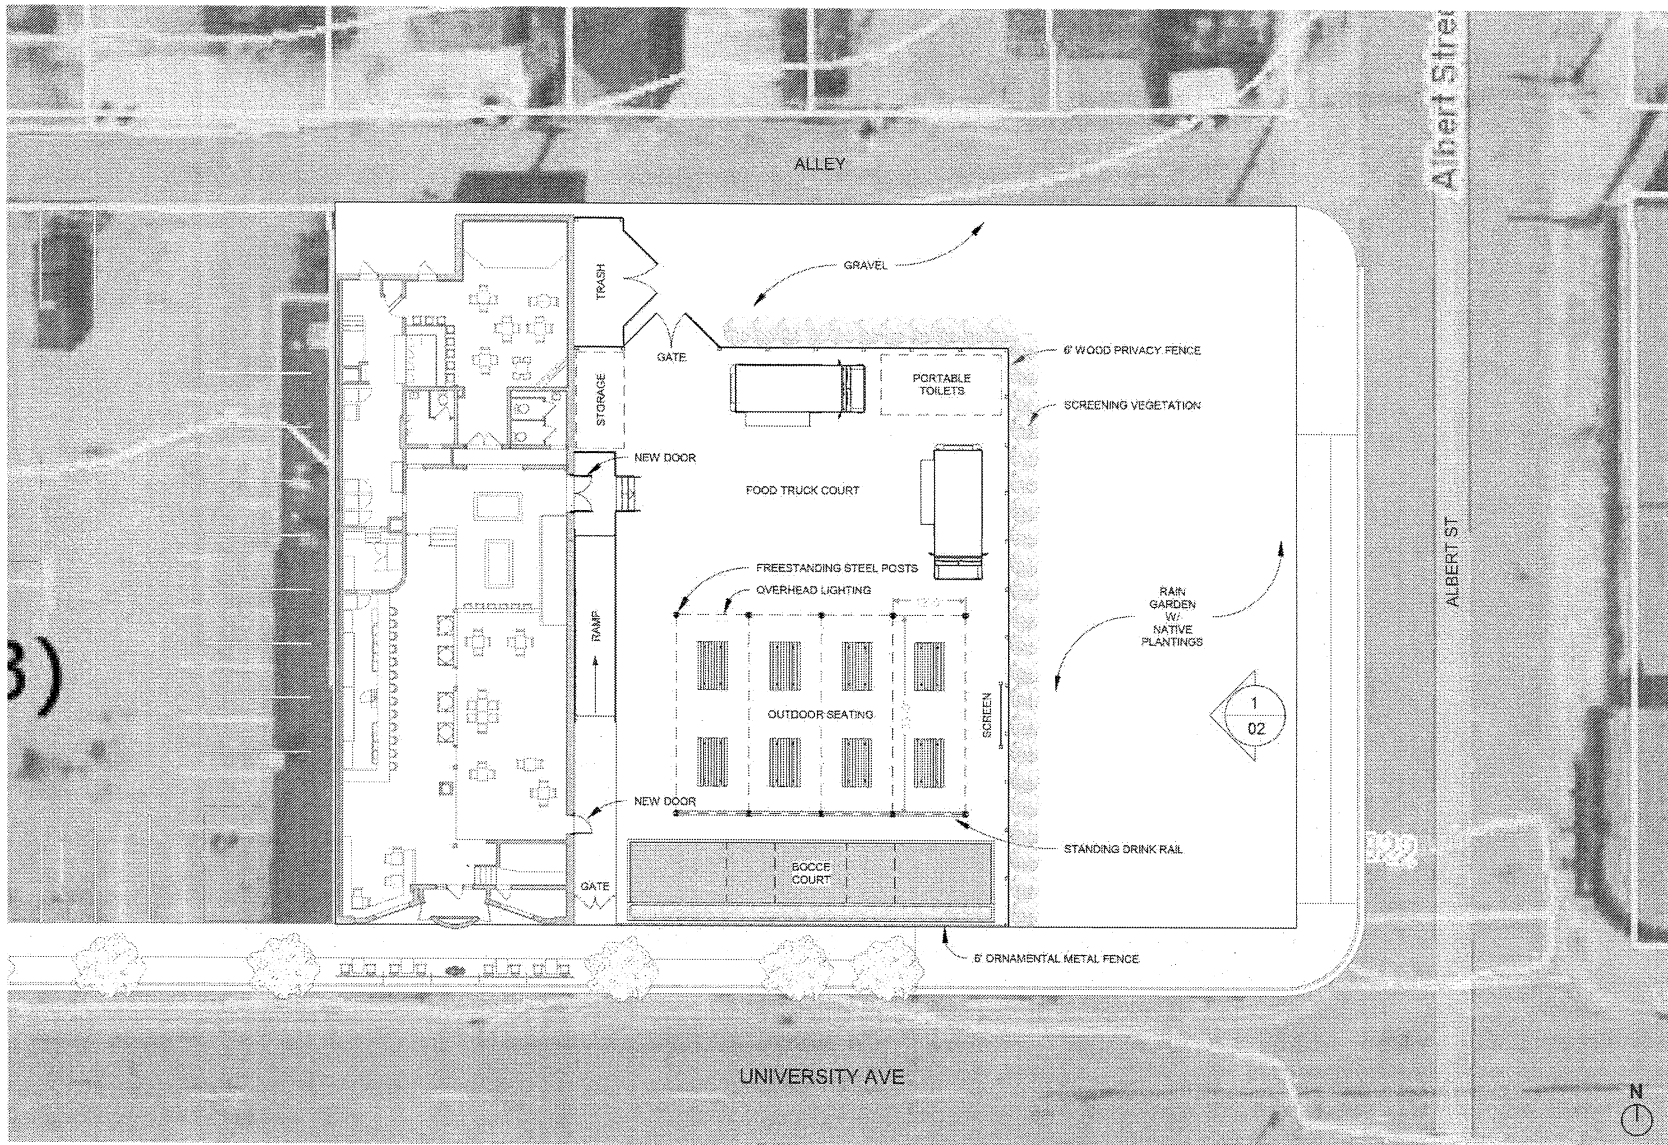 Albert Stre
ALLEY
GRAVEL
TRASH
GATE
6' WOOD PRIVACY FENCE
PORTABLE
TOILETS
STORAGE
SCREENING VEGETATION
NEW DOOR
FOOD TRUCK COURT
ALBERT ST
FREESTANDING STEEL POSTS
OVERHEAD LIGHTING
RAMP
RAIN
GARDEN
W/
NATIVE
PLANTINGS
3)
SCREEN
OUTDOOR SEATING
1
02
NEW DOOR
STANDING DRINK RAIL
BOCCE
COURT
GATE
6' ORNAMENTAL METAL FENCE
UNIVERSITY AVE
N